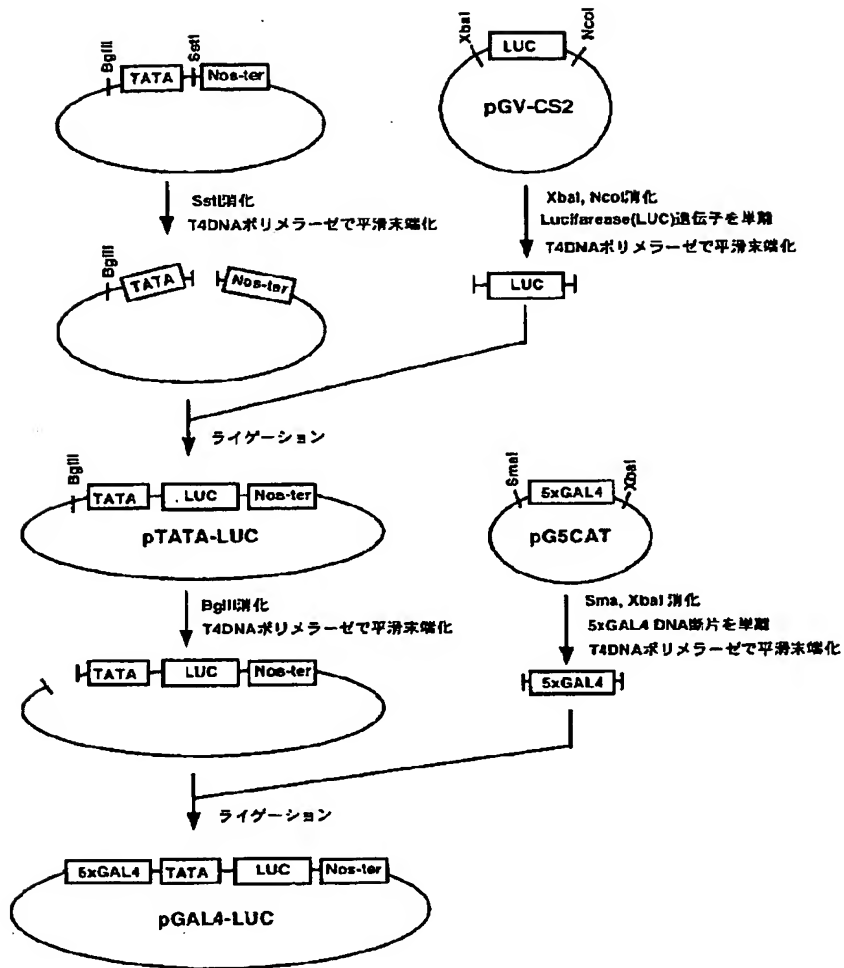 BglII
TATA
SstI
Nos-ter
XbaI
LUC
NcoI
pGV-CS2
SstI消化
T4DNAポリメラーゼで平滑末端化
XbaI, NcoI消化
Luciferease(LUC)遺伝子を単離
T4DNAポリメラーゼで平滑末端化
BglII
TATA
Nos-ter
LUC
ライゲーション
BglII
TATA
LUC
Nos-ter
pTATA-LUC
SmaI
5xGAL4
XbaI
pG5CAT
BglII消化
T4DNAポリメラーゼで平滑末端化
Sma, XbaI 消化
5xGAL4 DNA断片を単離
T4DNAポリメラーゼで平滑末端化
TATA
LUC
Nos-ter
5xGAL4
ライゲーション
5xGAL4
TATA
LUC
Nos-ter
pGAL4-LUC